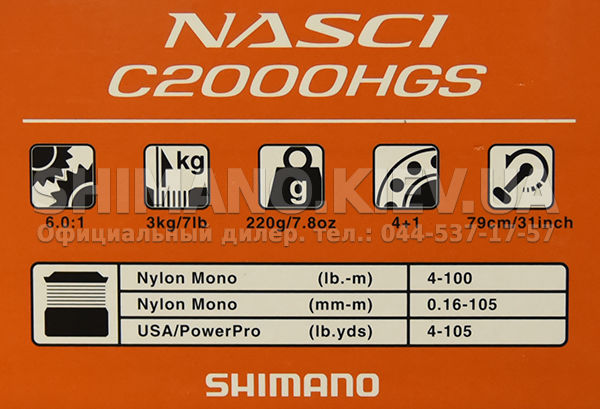 NASCI
C2000HGS
kg
g
6.0:1 3kg/7lb 220g/7.8oz 4+1 79cm/31inch
SHIMANO.KIEV.UA
Официальный дилер. тел.: 044-537-17-57
Nylon Mono (lb.-m) 4-100
Nylon Mono (mm-m) 0.16-105
USA/PowerPro (lb.yds) 4-105
SHIMANO